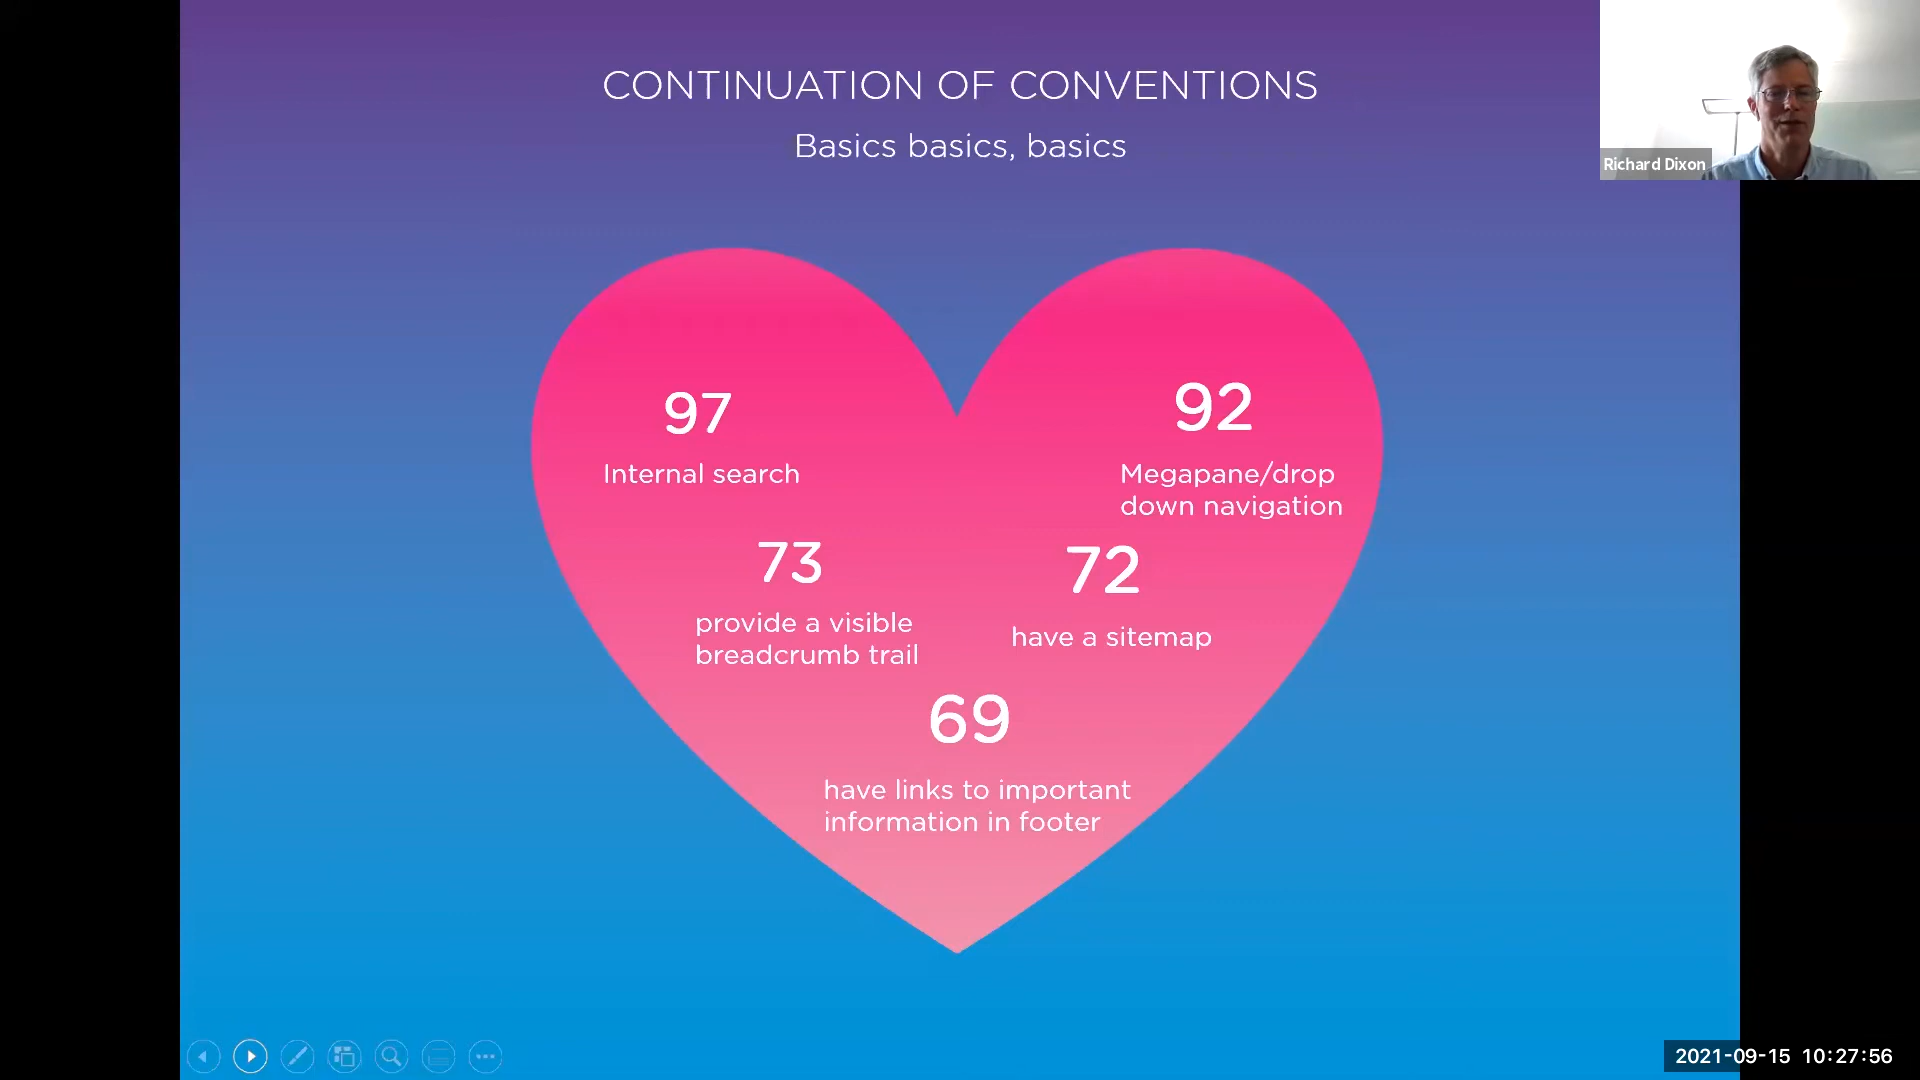 CONTINUATION OF CONVENTIONS
Basics basics, basics
Richard Dixon
97
Internal search
92
Megapane/drop
down navigation
73
provide a visible
breadcrumb trail
72
have a sitemap
69
have links to important
information in footer
2021-09-15 10:27:56